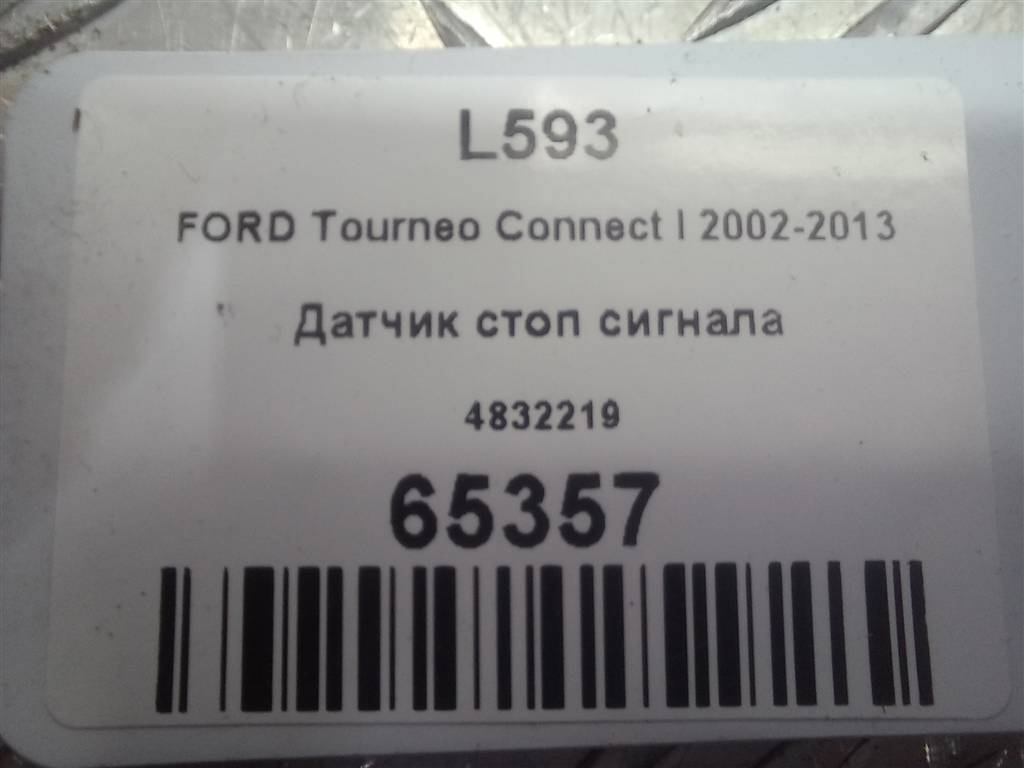 L593
FORD Tourneo Connect I 2002-2013
Датчик стоп сигнала
4832219
65357